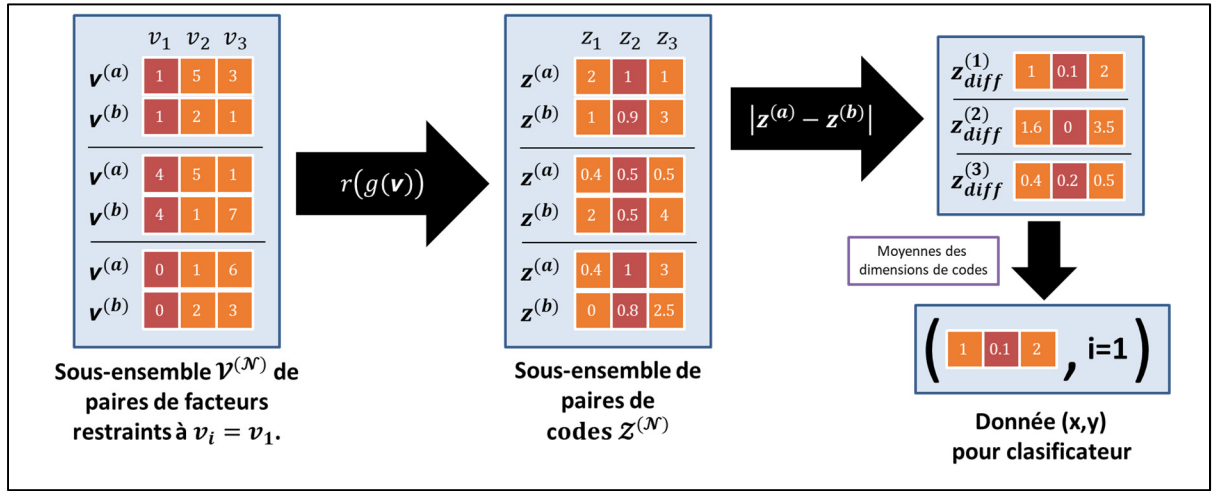 v₁ v₂ v₃
v⁽ᵃ⁾ 1 5 3
v⁽ᵇ⁾ 1 2 1
v⁽ᵃ⁾ 4 5 1
v⁽ᵇ⁾ 4 1 7
v⁽ᵃ⁾ 0 1 6
v⁽ᵇ⁾ 0 2 3
Sous-ensemble 𝒱^(𝒩) de
paires de facteurs
restraints à vᵢ = v₁.
r(g(v))
z₁ z₂ z₃
z⁽ᵃ⁾ 2 1 1
z⁽ᵇ⁾ 1 0.9 3
z⁽ᵃ⁾ 0.4 0.5 0.5
z⁽ᵇ⁾ 2 0.5 4
z⁽ᵃ⁾ 0.4 1 3
z⁽ᵇ⁾ 0 0.8 2.5
Sous-ensemble de
paires de
codes 𝒵^(𝒩)
|z⁽ᵃ⁾ − z⁽ᵇ⁾|
z_diff^(1) 1 0.1 2
z_diff^(2) 1.6 0 3.5
z_diff^(3) 0.4 0.2 0.5
Moyennes des
dimensions de codes
( 1 0.1 2 , i=1 )
Donnée (x,y)
pour clasificateur